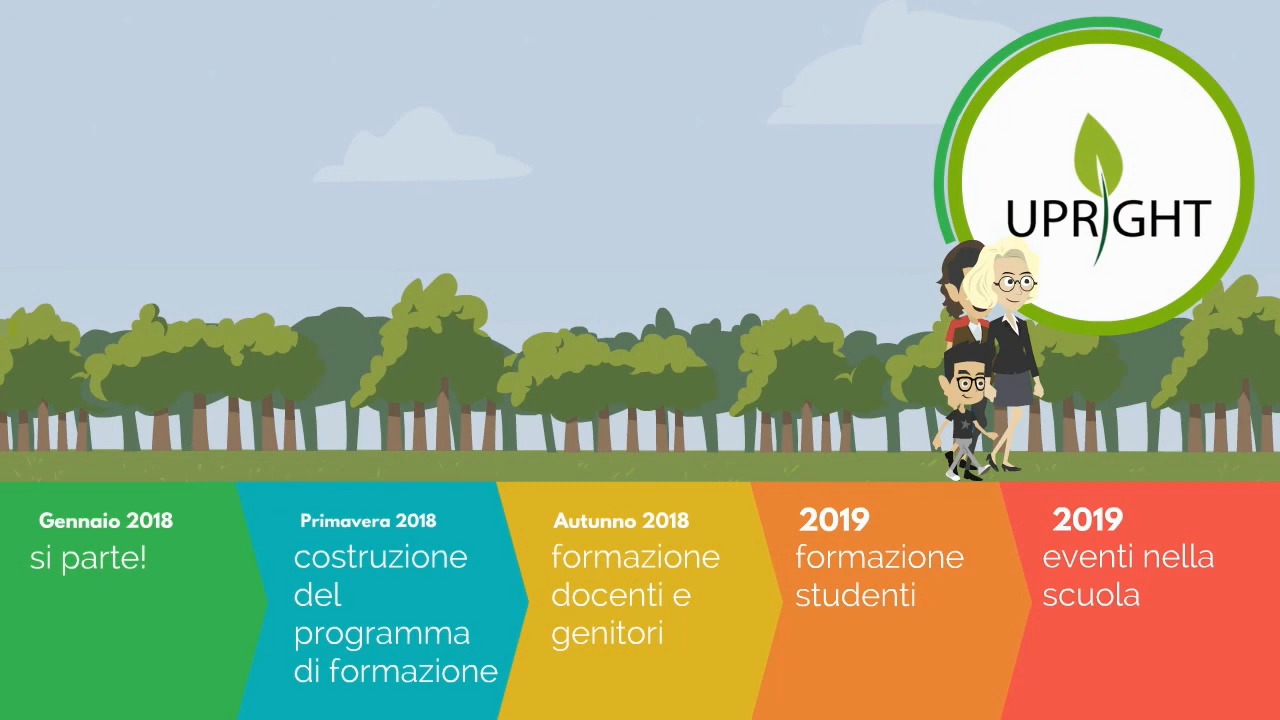 UPRIGHT
Gennaio 2018
si parte!
Primavera 2018
costruzione
del
programma
di formazione
Autunno 2018
formazione
docenti e
genitori
2019
formazione
studenti
2019
eventi nella
scuola